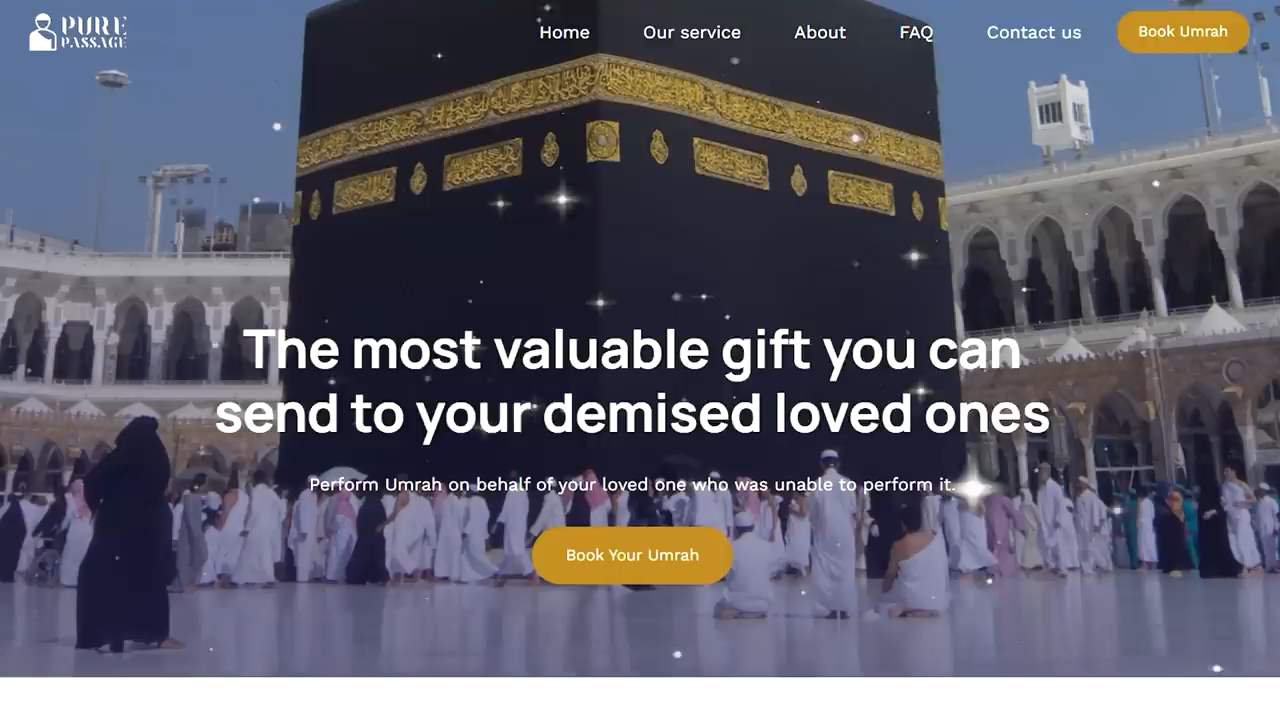 PURE
PASSAGE
Home
Our service
About
FAQ
Contact us
Book Umrah
The most valuable gift you can
send to your demised loved ones
Perform Umrah on behalf of your loved one who was unable to perform it.
Book Your Umrah